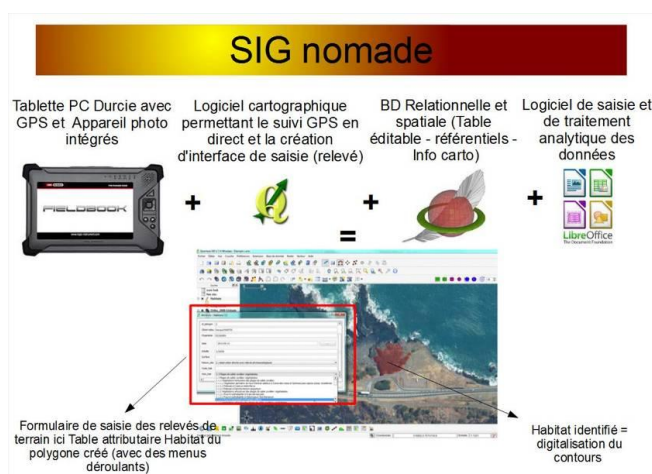 SIG nomade
Tablette PC Durcie avec
GPS et Appareil photo
intégrés
Logiciel cartographique
permettant le suivi GPS en
direct et la création
d'interface de saisie (relevé)
BD Relationnelle et
spatiale (Table
éditable - référentiels -
Info carto)
Logiciel de saisie et
de traitement
analytique des
données
FIELDBOOK
+
+
+
LibreOffice
The Document Foundation
=
Formulaire de saisie des relevés de
terrain ici Table attributaire Habitat du
polygone créé (avec des menus
déroulants)
Habitat identifié =
digitalisation du
contours